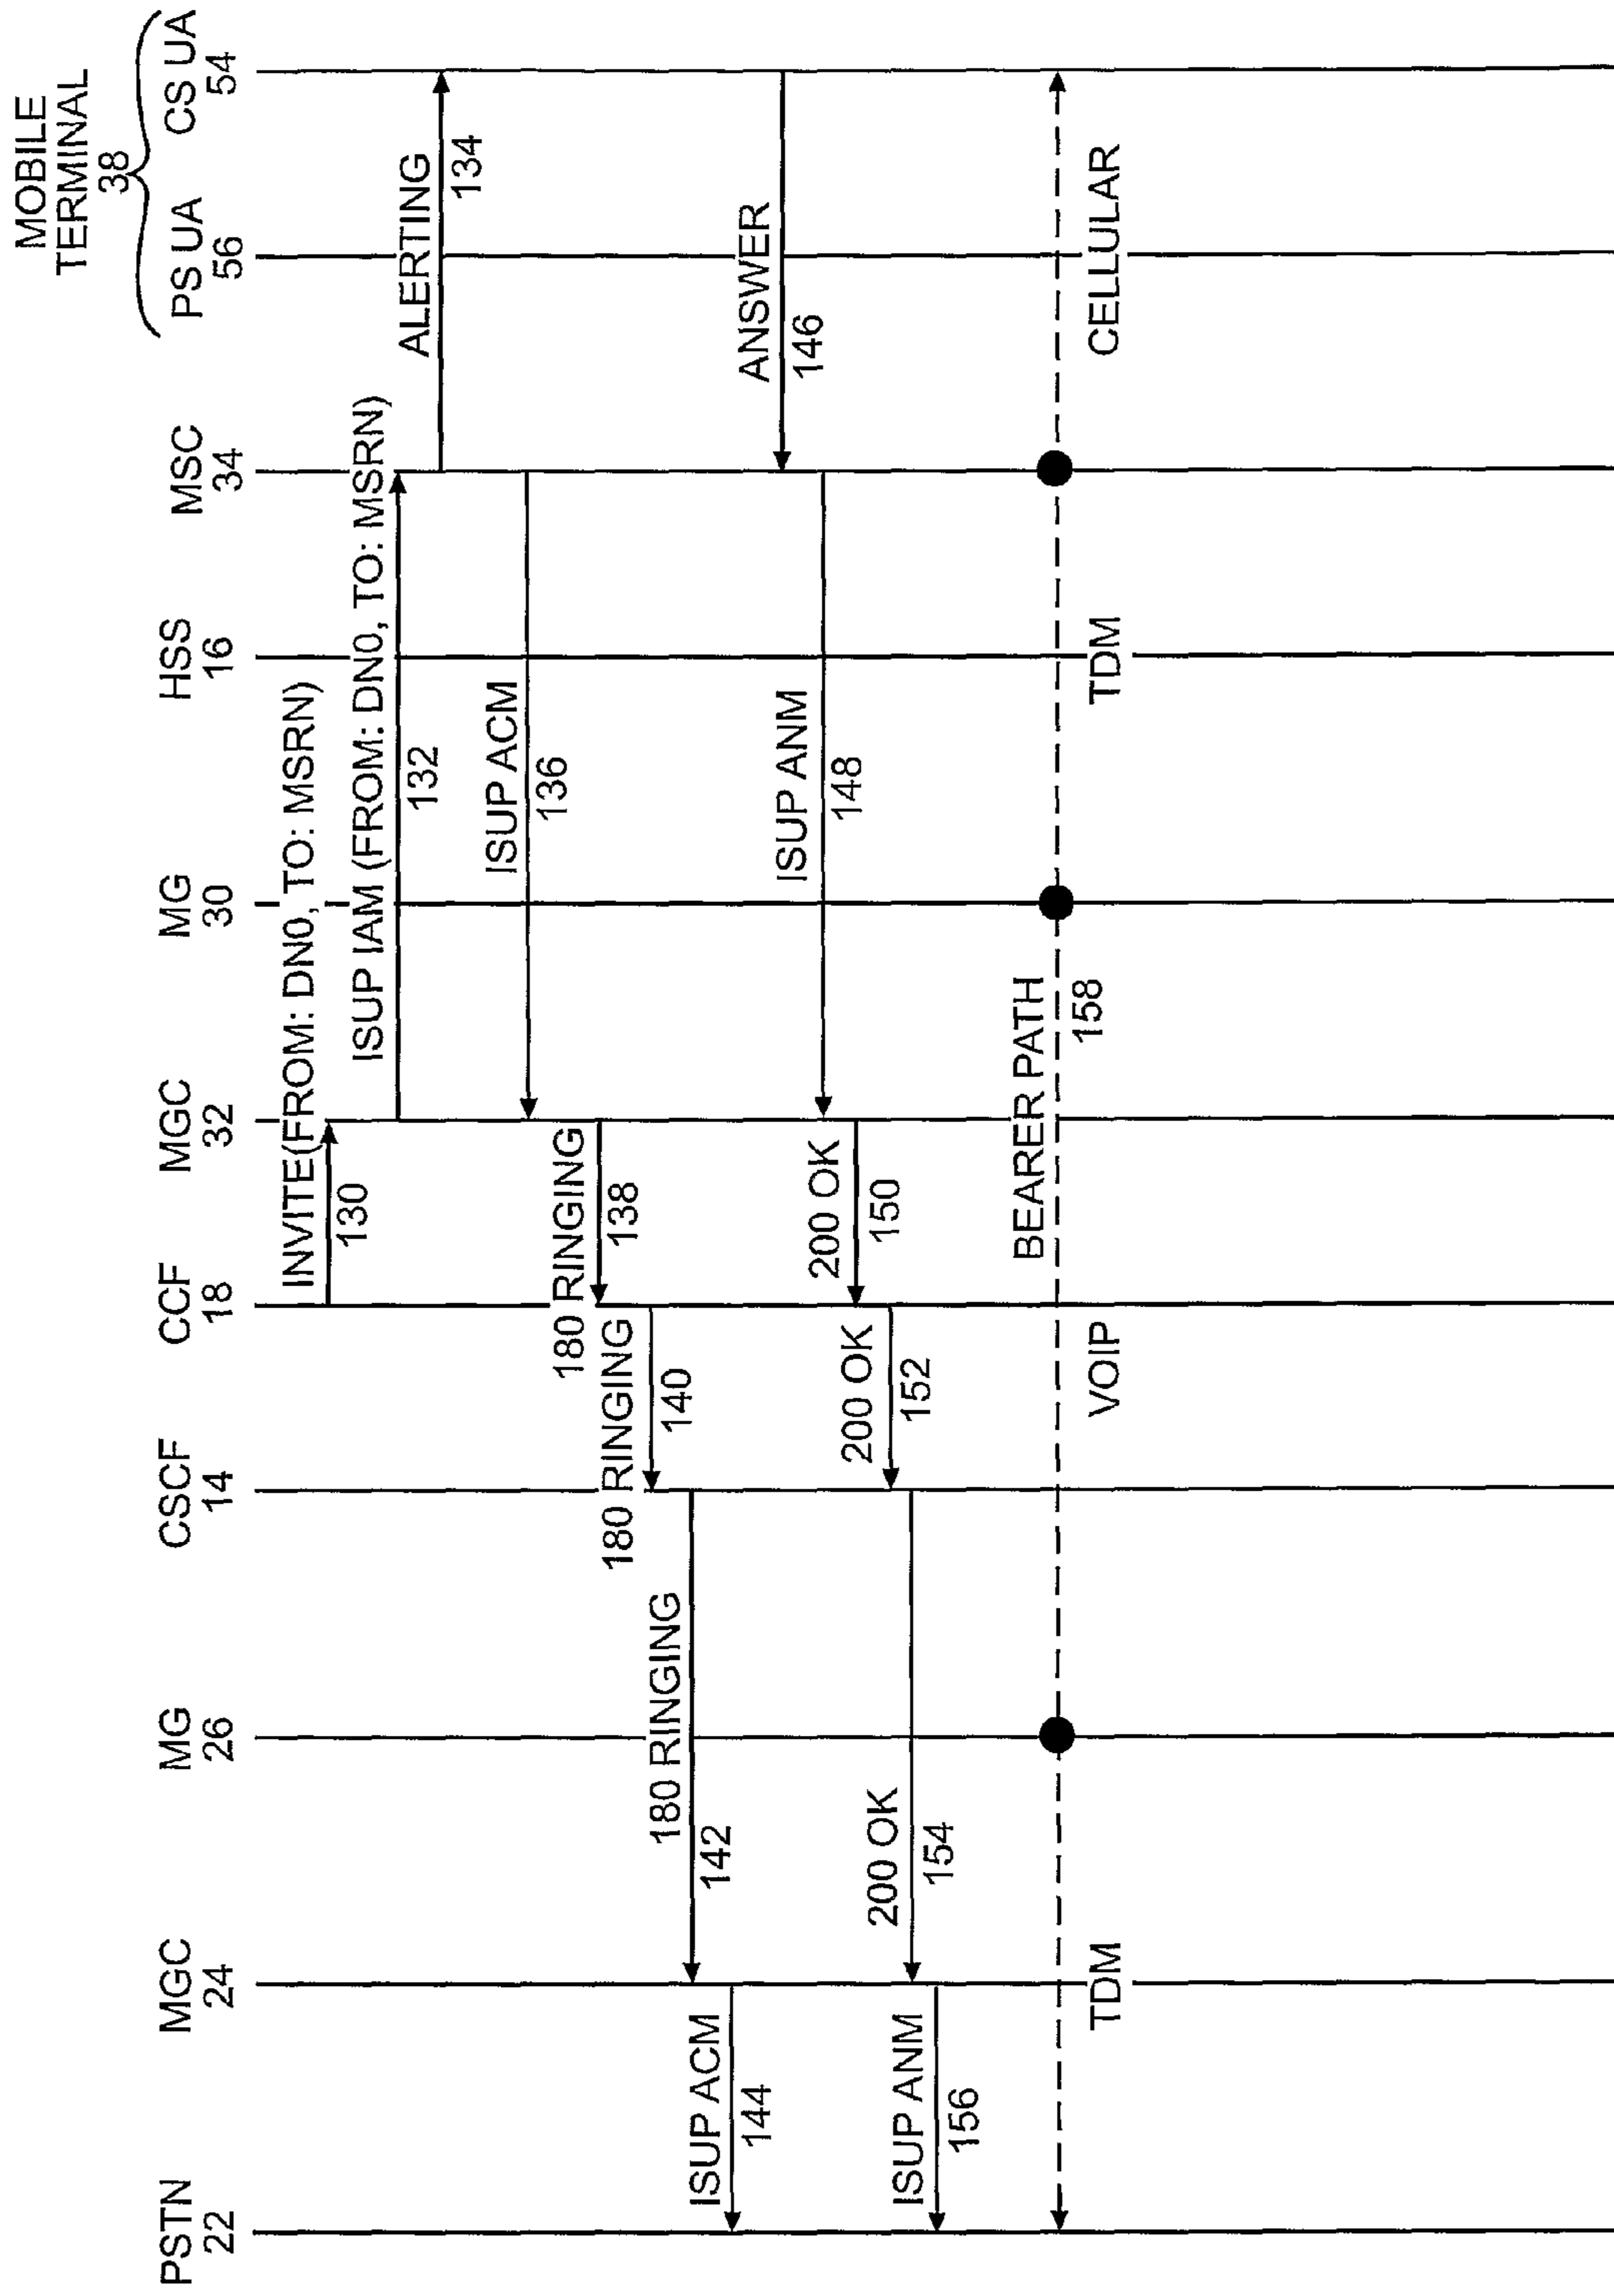 MOBILE
TERMINAL
38
PSTN
22
MGC
24
MG
26
CSCF
14
CCF
18
MGC
32
MG
30
HSS
16
MSC
34
PS UA
56
CS UA
54
INVITE(FROM: DN0, TO: MSRN)
130
ISUP IAM (FROM: DN0, TO: MSRN)
132
ALERTING
134
ISUP ACM
136
180 RINGING
138
180 RINGING
140
180 RINGING
142
ISUP ACM
144
ANSWER
146
ISUP ANM
148
200 OK
150
200 OK
152
200 OK
154
ISUP ANM
156
BEARER PATH
158
TDM
VOIP
TDM
CELLULAR